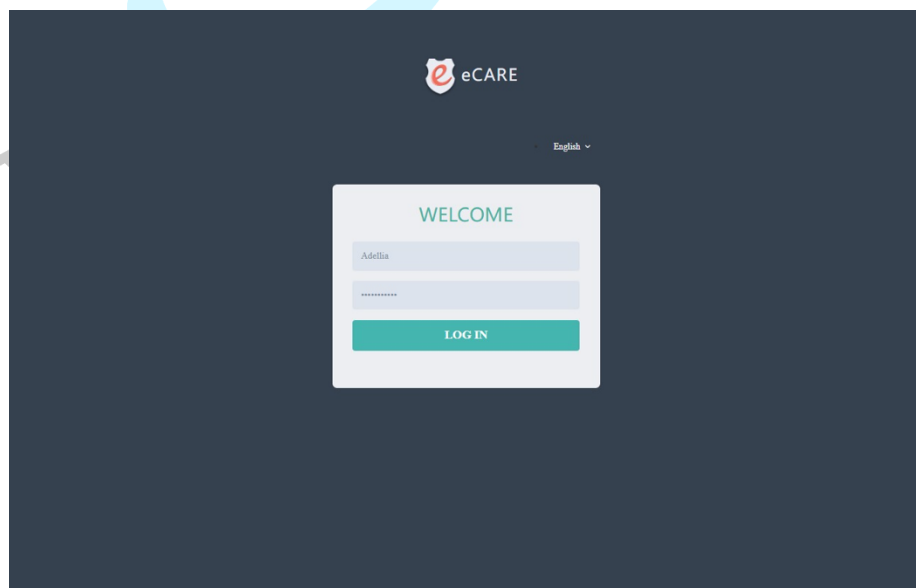 e eCARE
English
WELCOME
Adellia
•••••••••••
LOG IN